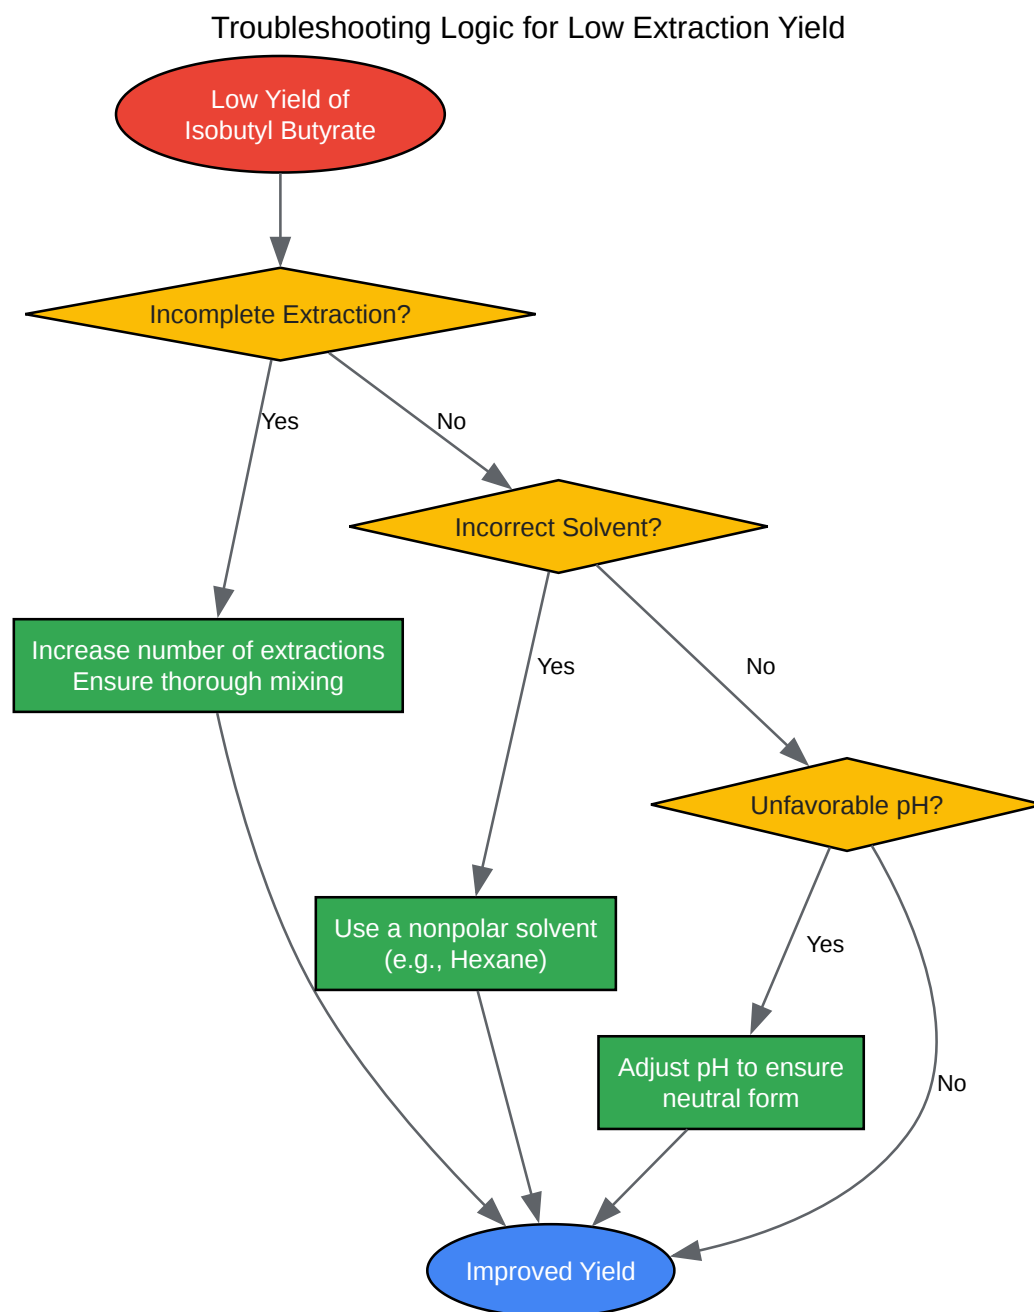 Troubleshooting Logic for Low Extraction Yield
Low Yield of
Isobutyl Butyrate
Incomplete Extraction?
Yes
No
Incorrect Solvent?
Increase number of extractions
Ensure thorough mixing
Yes
No
Unfavorable pH?
Use a nonpolar solvent
(e.g., Hexane)
Yes
Adjust pH to ensure
neutral form
No
Improved Yield